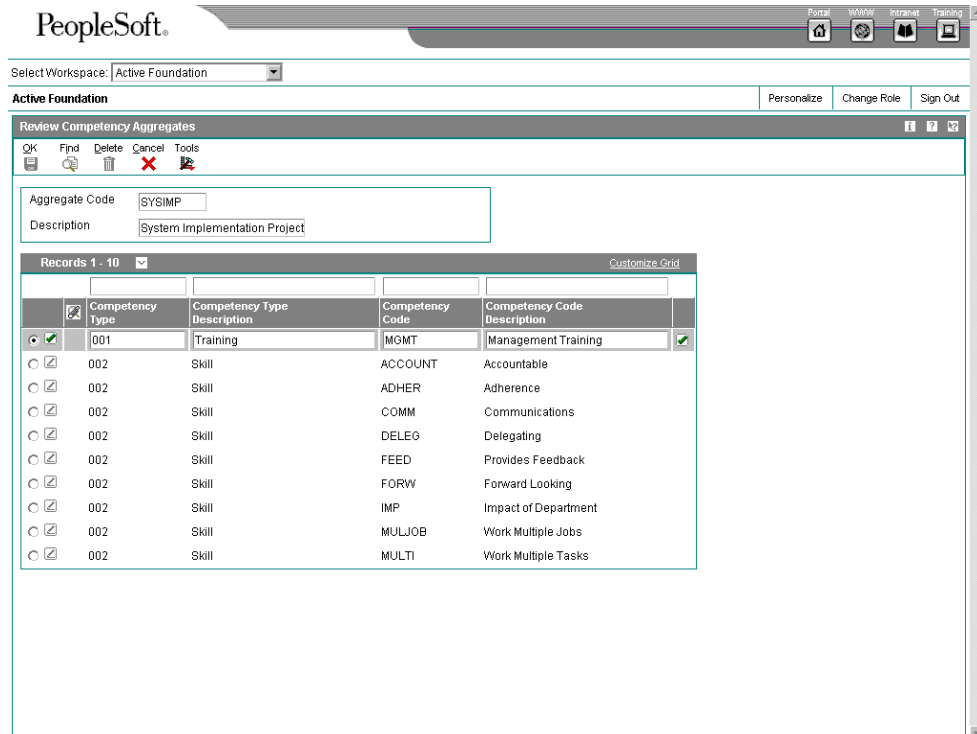 Portal WWW Intranet Training
PeopleSoft®
Select Workspace: Active Foundation
Active Foundation Personalize Change Role Sign Out
Review Competency Aggregates i ? ?
OK Find Delete Cancel Tools
Aggregate Code SYSIMP
Description System Implementation Project
Records 1 - 10 Customize Grid
Competency Type Competency Type Description Competency Code Competency Code Description
001 Training MGMT Management Training
002 Skill ACCOUNT Accountable
002 Skill ADHER Adherence
002 Skill COMM Communications
002 Skill DELEG Delegating
002 Skill FEED Provides Feedback
002 Skill FORW Forward Looking
002 Skill IMP Impact of Department
002 Skill MULJOB Work Multiple Jobs
002 Skill MULTI Work Multiple Tasks